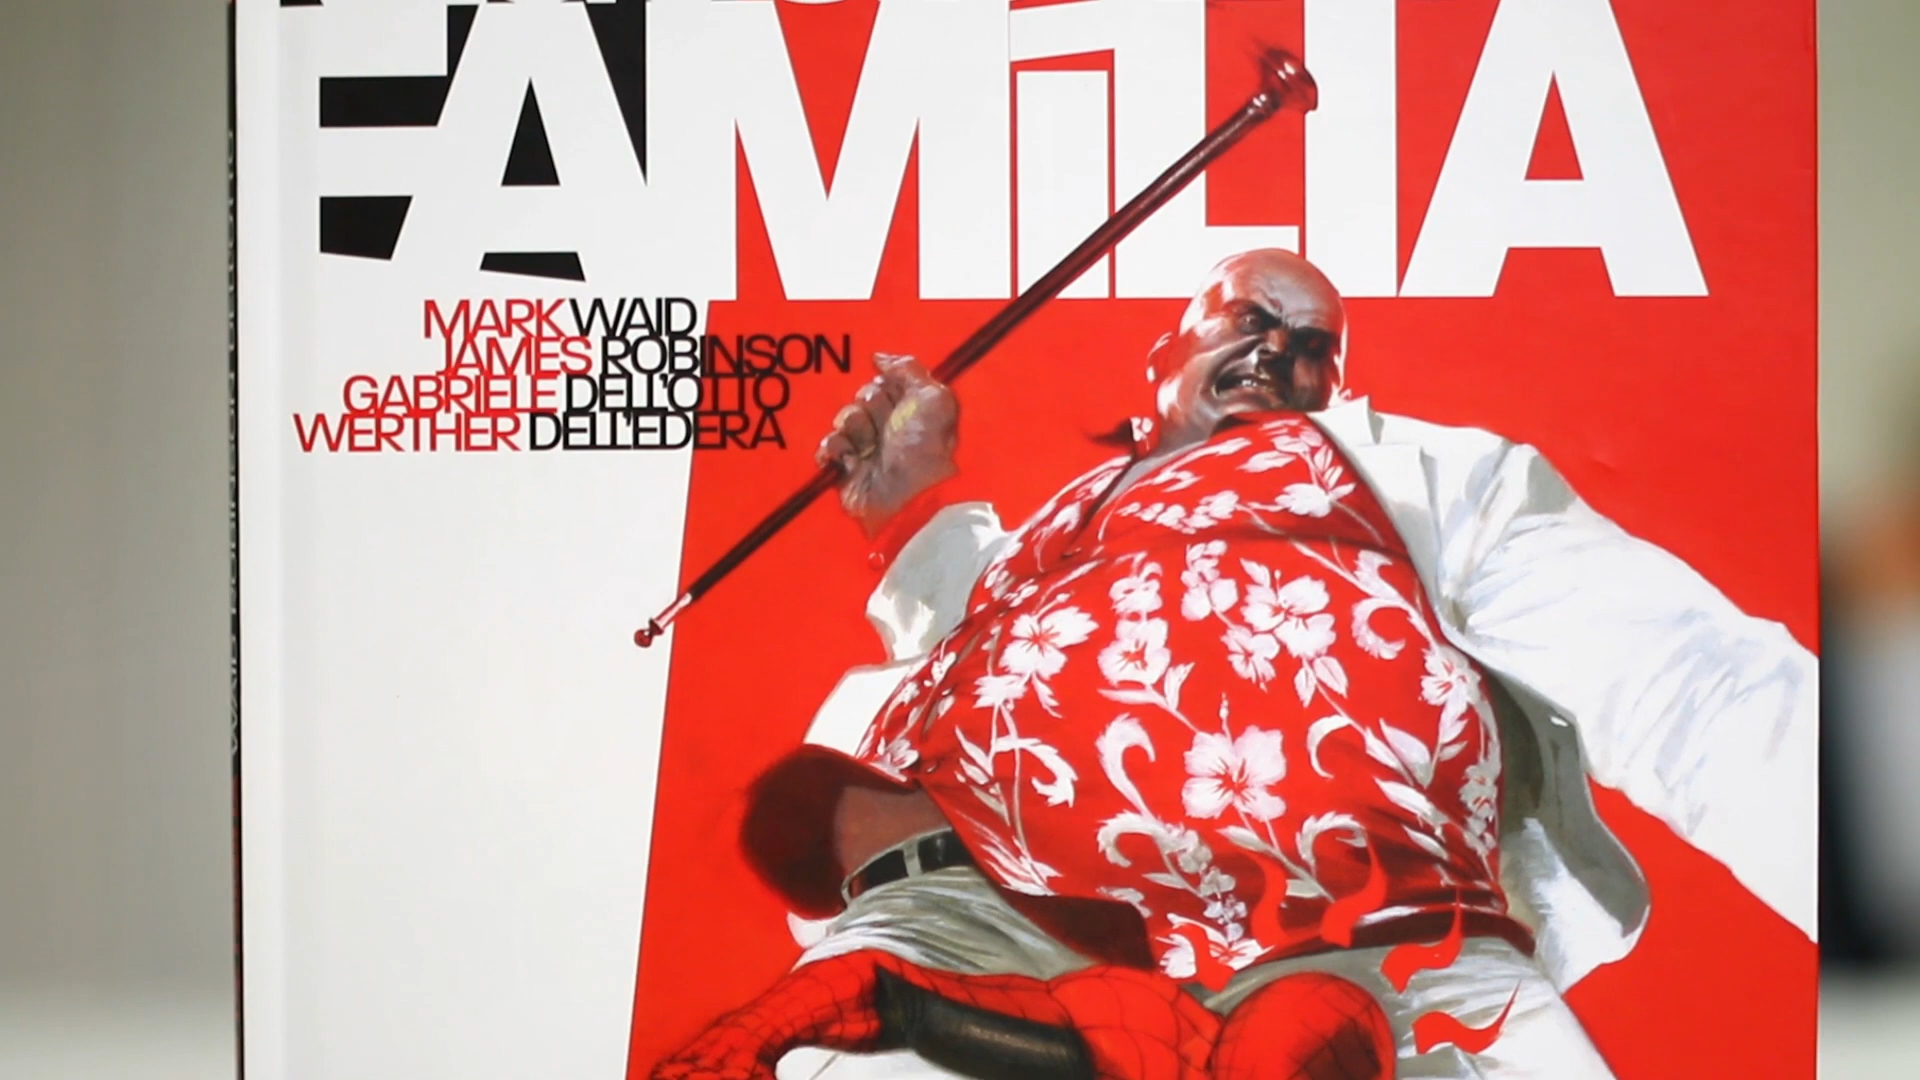 FAMiLIA
MARK WAID
JAMES ROBINSON
GABRIELE DELL'OTTO
WERTHER DELL'EDERA